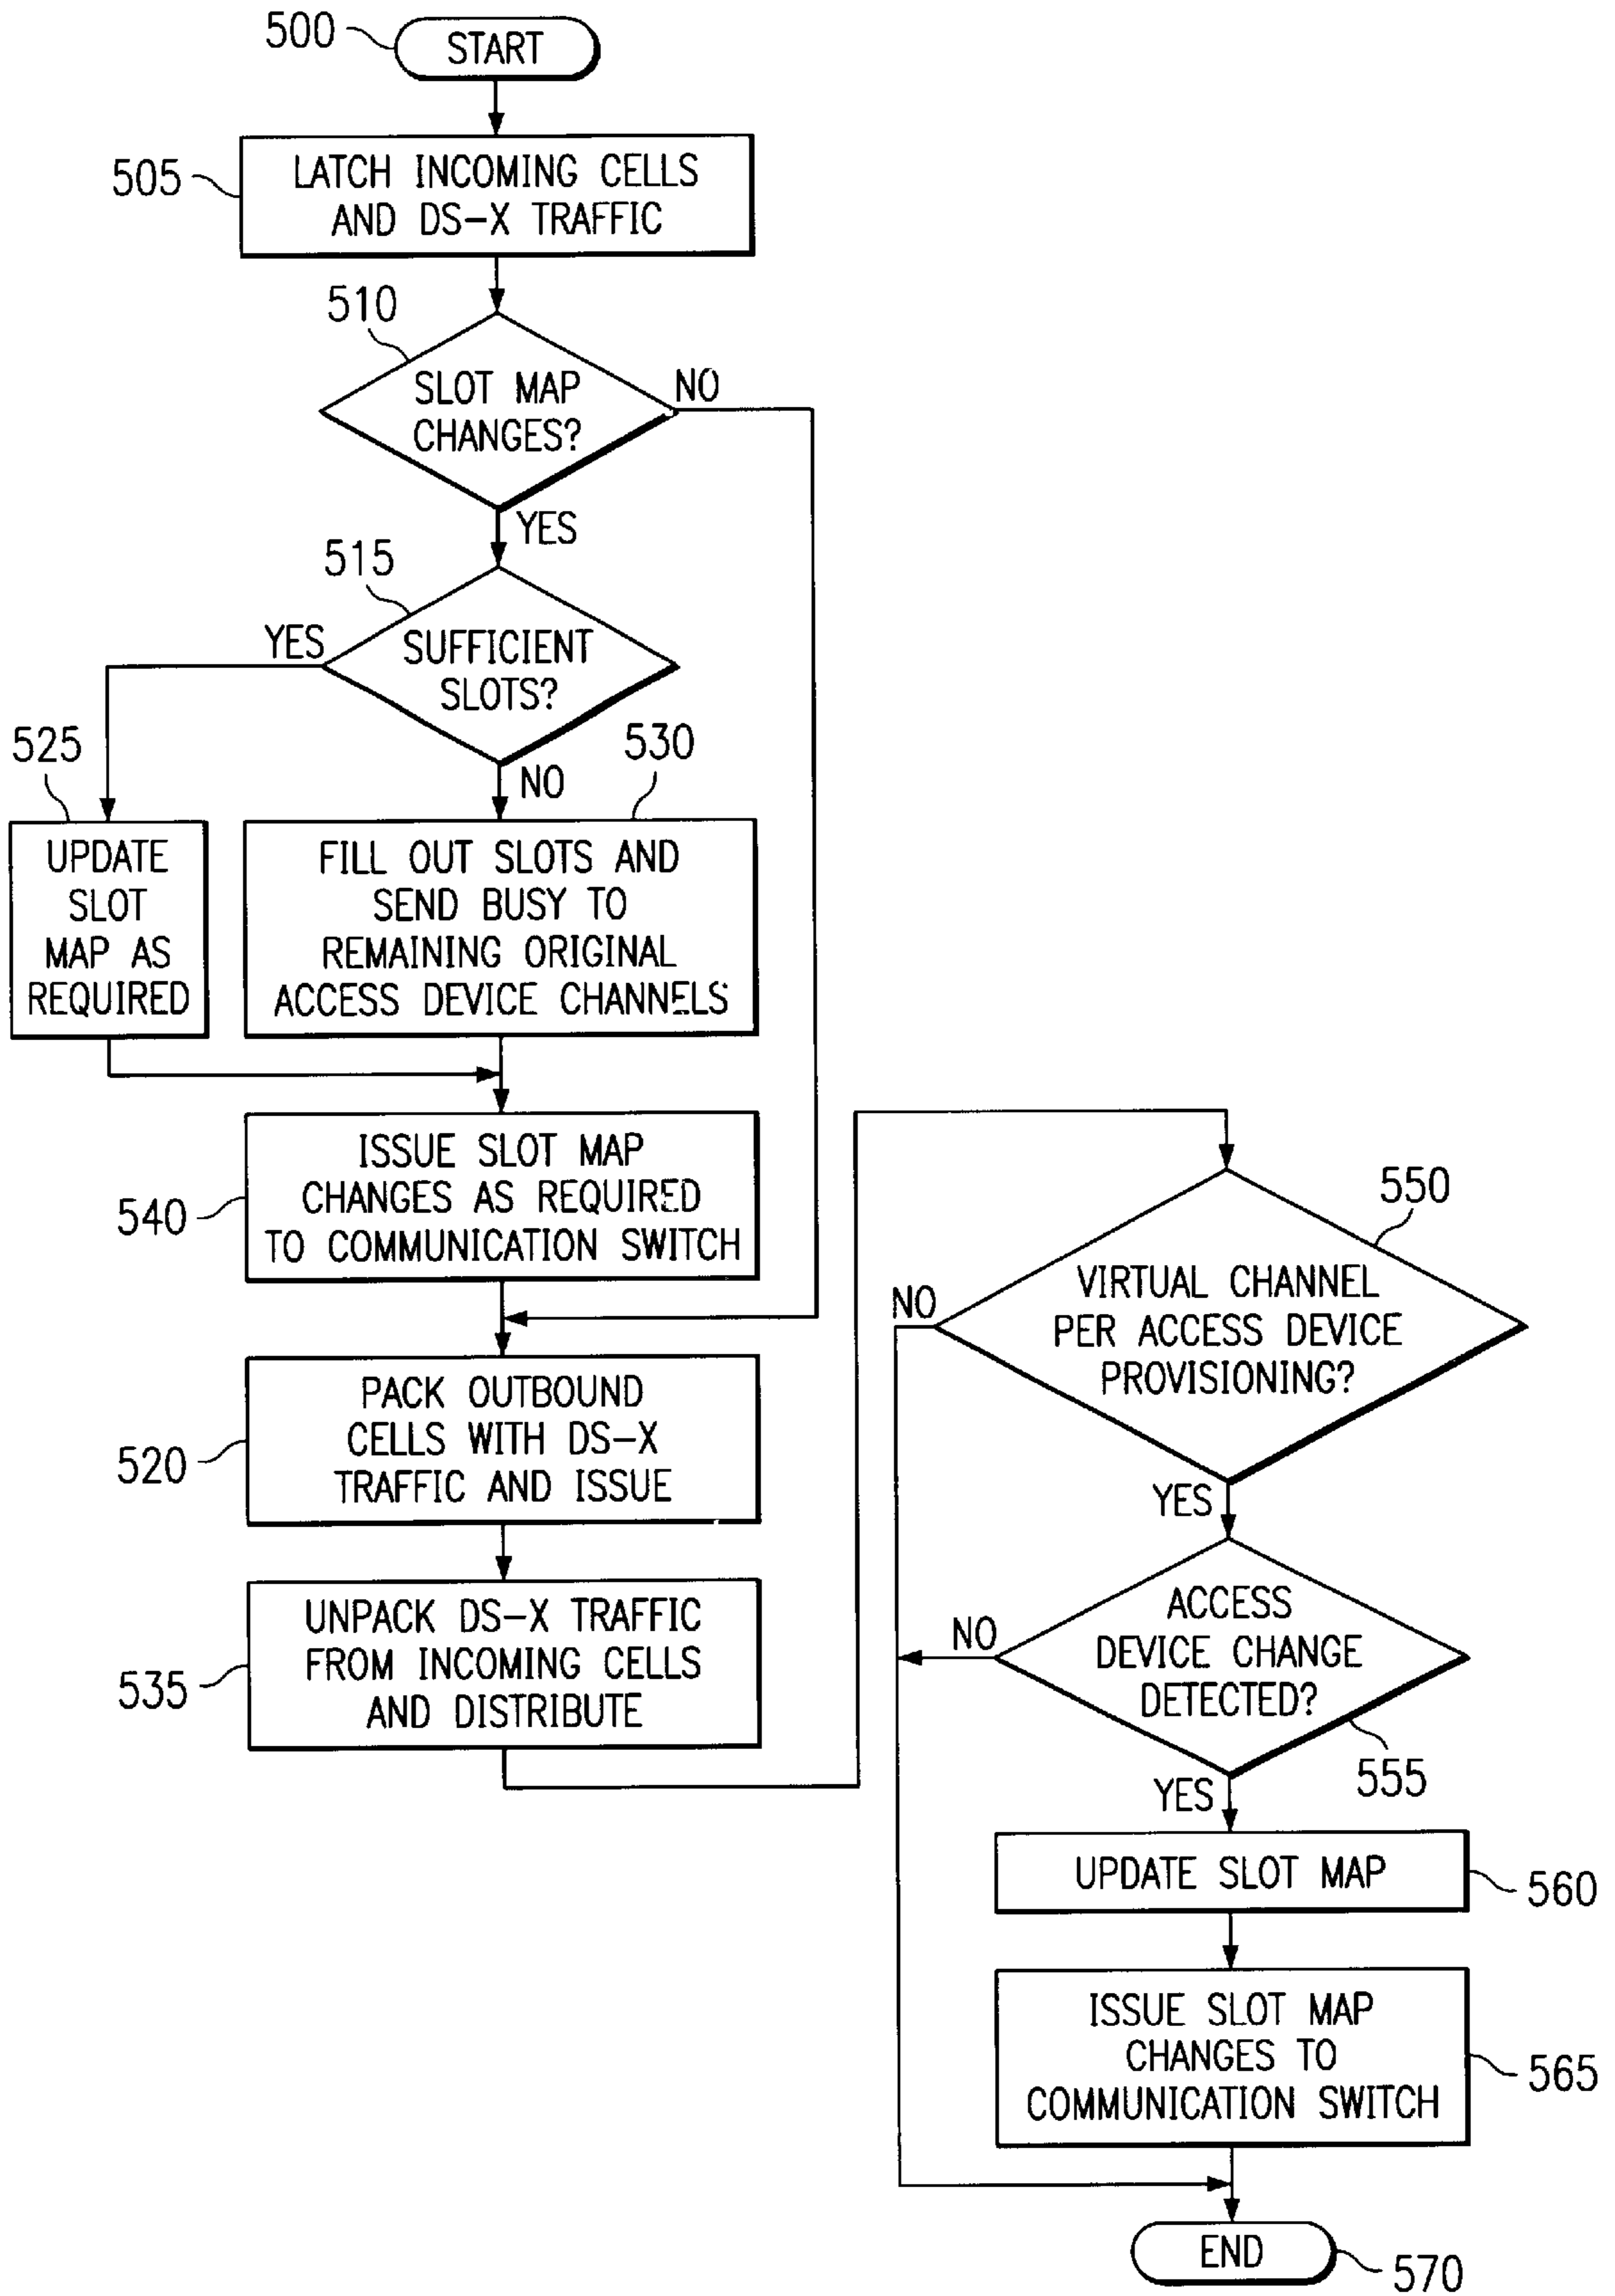 500
START
505
LATCH INCOMING CELLS
AND DS-X TRAFFIC
510
SLOT MAP
CHANGES?
NO
YES
515
SUFFICIENT
SLOTS?
YES
NO
525
UPDATE
SLOT
MAP AS
REQUIRED
530
FILL OUT SLOTS AND
SEND BUSY TO
REMAINING ORIGINAL
ACCESS DEVICE CHANNELS
540
ISSUE SLOT MAP
CHANGES AS REQUIRED
TO COMMUNICATION SWITCH
520
PACK OUTBOUND
CELLS WITH DS-X
TRAFFIC AND ISSUE
535
UNPACK DS-X TRAFFIC
FROM INCOMING CELLS
AND DISTRIBUTE
550
VIRTUAL CHANNEL
PER ACCESS DEVICE
PROVISIONING?
NO
YES
ACCESS
DEVICE CHANGE
DETECTED?
NO
555
YES
UPDATE SLOT MAP
560
ISSUE SLOT MAP
CHANGES TO
COMMUNICATION SWITCH
565
END
570